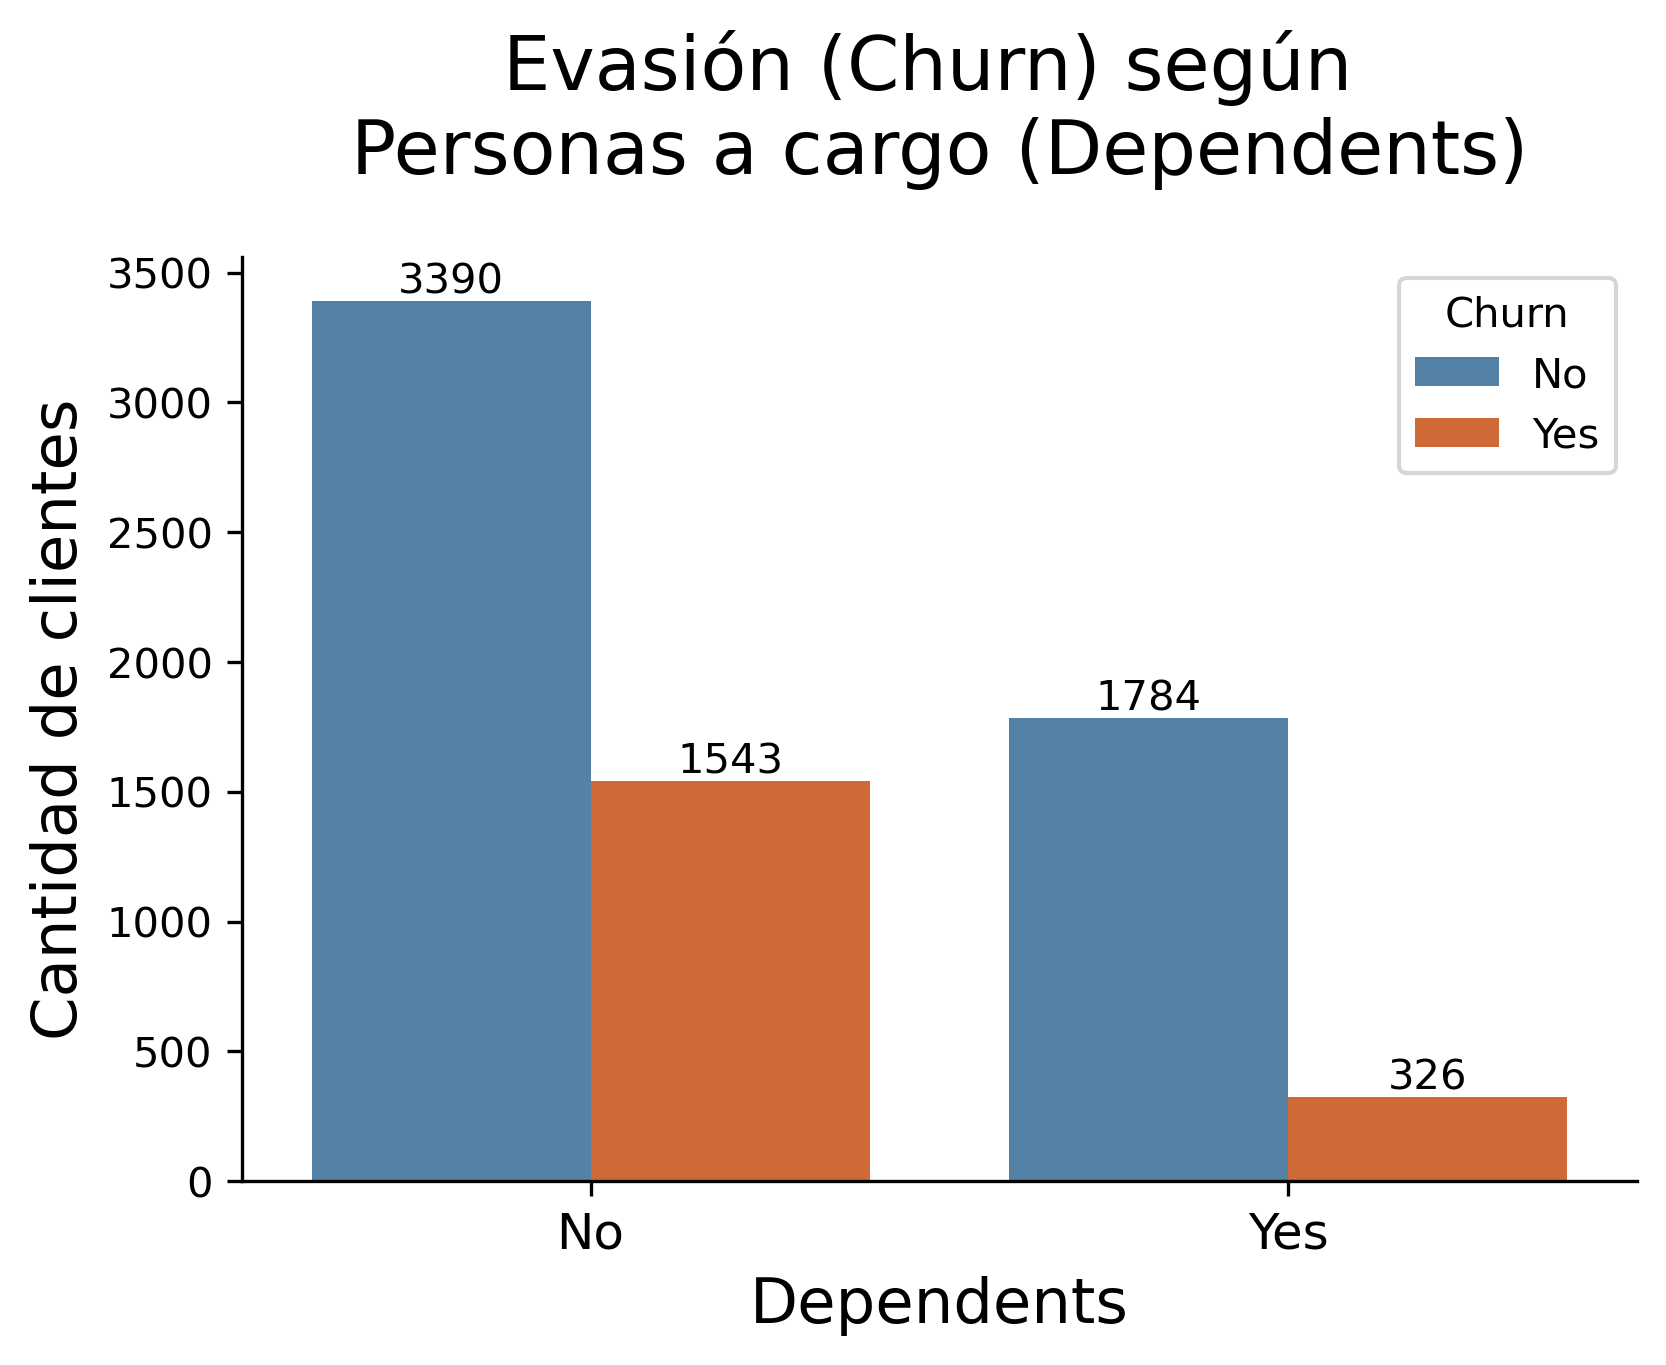 Evasión (Churn) según
Personas a cargo (Dependents)
Cantidad de clientes
3500
3000
2500
2000
1500
1000
500
0
3390
1543
1784
326
Churn
No
Yes
No
Yes
Dependents